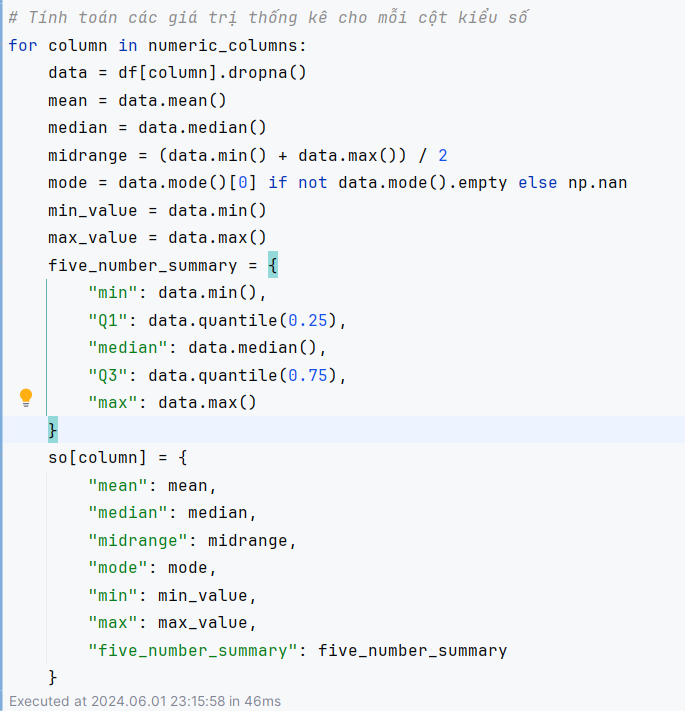 # Tính toán các giá trị thống kê cho mỗi cột kiểu số
for column in numeric_columns:
    data = df[column].dropna()
    mean = data.mean()
    median = data.median()
    midrange = (data.min() + data.max()) / 2
    mode = data.mode()[0] if not data.mode().empty else np.nan
    min_value = data.min()
    max_value = data.max()
    five_number_summary = {
        "min": data.min(),
        "Q1": data.quantile(0.25),
        "median": data.median(),
        "Q3": data.quantile(0.75),
        "max": data.max()
    }
    so[column] = {
        "mean": mean,
        "median": median,
        "midrange": midrange,
        "mode": mode,
        "min": min_value,
        "max": max_value,
        "five_number_summary": five_number_summary
    }
Executed at 2024.06.01 23:15:58 in 46ms